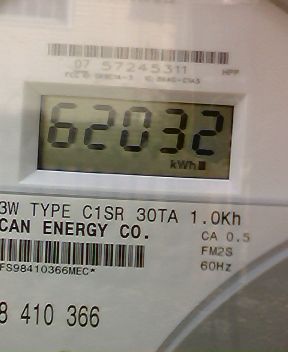 07 57245311 HPF
62032
kWh
3W TYPE C1SR 30TA 1.0Kh
CAN ENERGY CO.
CA 0.5
FM2S
60Hz
FS98410366MEC*
8 410 366